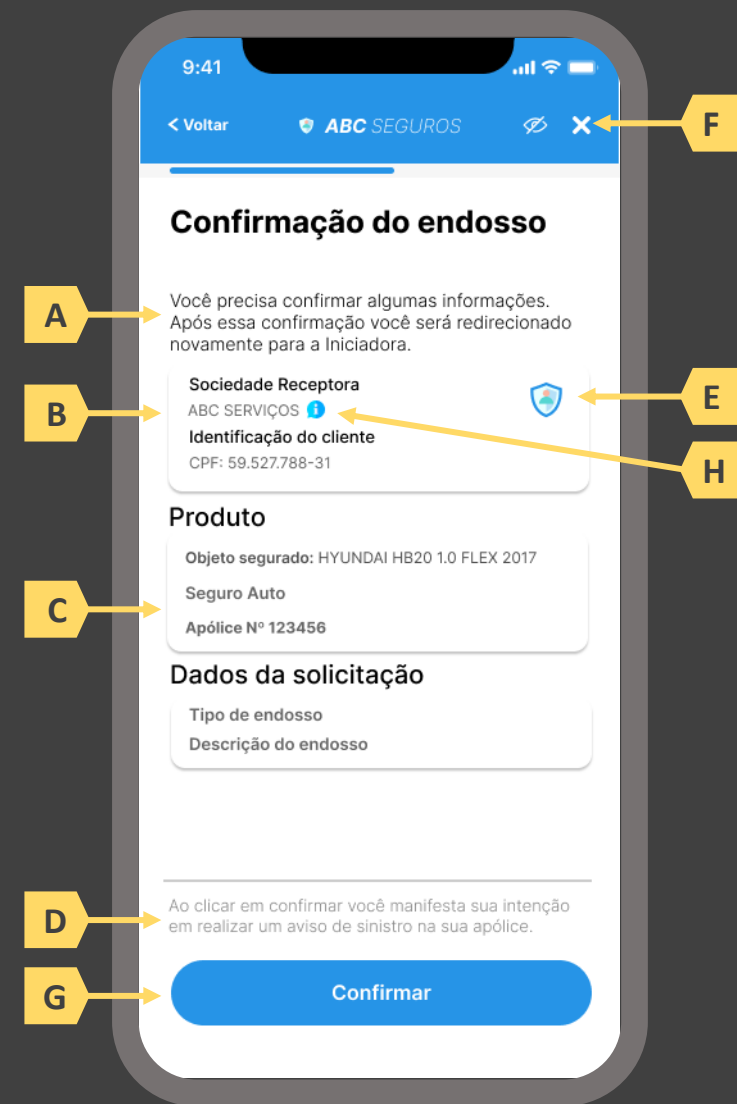 9:41
< Voltar
ABC SEGUROS
F
Confirmação do endosso
A
Você precisa confirmar algumas informações.
Após essa confirmação você será redirecionado
novamente para a Iniciadora.
Sociedade Receptora
E
B
ABC SERVIÇOS
Identificação do cliente
H
CPF: 59.527.788-31
Produto
Objeto segurado: HYUNDAI HB20 1.0 FLEX 2017
Seguro Auto
C
Apólice Nº 123456
Dados da solicitação
Tipo de endosso
Descrição do endosso
Ao clicar em confirmar você manifesta sua intenção
D
em realizar um aviso de sinistro na sua apólice.
G
Confirmar